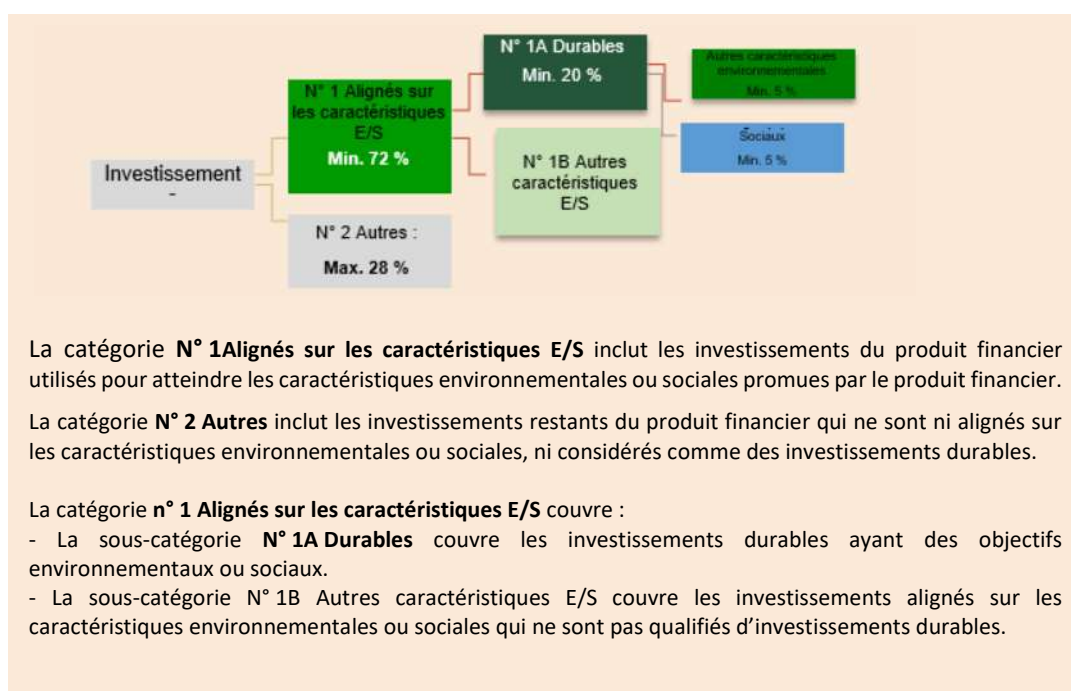 N° 1A Durables
Min. 20 %
Autres caractéristiques
environnementales
Min. 5 %
N° 1 Alignés sur
les caractéristiques
E/S
Min. 72 %
Sociaux
Min. 5 %
Investissement
-
N° 1B Autres
caractéristiques
E/S
N° 2 Autres :
Max. 28 %
La catégorie N° 1Alignés sur les caractéristiques E/S inclut les investissements du produit financier
utilisés pour atteindre les caractéristiques environnementales ou sociales promues par le produit financier.
La catégorie N° 2 Autres inclut les investissements restants du produit financier qui ne sont ni alignés sur
les caractéristiques environnementales ou sociales, ni considérés comme des investissements durables.
La catégorie n° 1 Alignés sur les caractéristiques E/S couvre :
- La sous-catégorie N° 1A Durables couvre les investissements durables ayant des objectifs
environnementaux ou sociaux.
- La sous-catégorie N° 1B Autres caractéristiques E/S couvre les investissements alignés sur les
caractéristiques environnementales ou sociales qui ne sont pas qualifiés d’investissements durables.